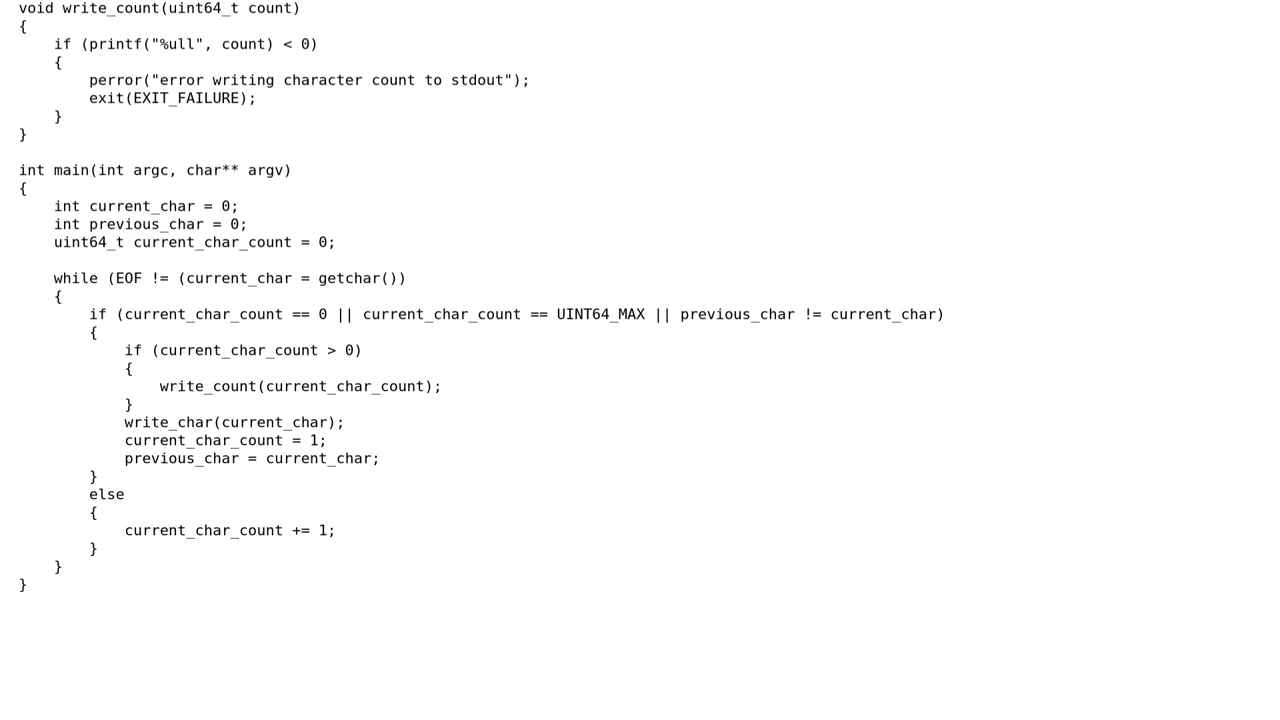 void write_count(uint64_t count)
{
    if (printf("%ull", count) < 0)
    {
        perror("error writing character count to stdout");
        exit(EXIT_FAILURE);
    }
}

int main(int argc, char** argv)
{
    int current_char = 0;
    int previous_char = 0;
    uint64_t current_char_count = 0;

    while (EOF != (current_char = getchar())
    {
        if (current_char_count == 0 || current_char_count == UINT64_MAX || previous_char != current_char)
        {
            if (current_char_count > 0)
            {
                write_count(current_char_count);
            }
            write_char(current_char);
            current_char_count = 1;
            previous_char = current_char;
        }
        else
        {
            current_char_count += 1;
        }
    }
}